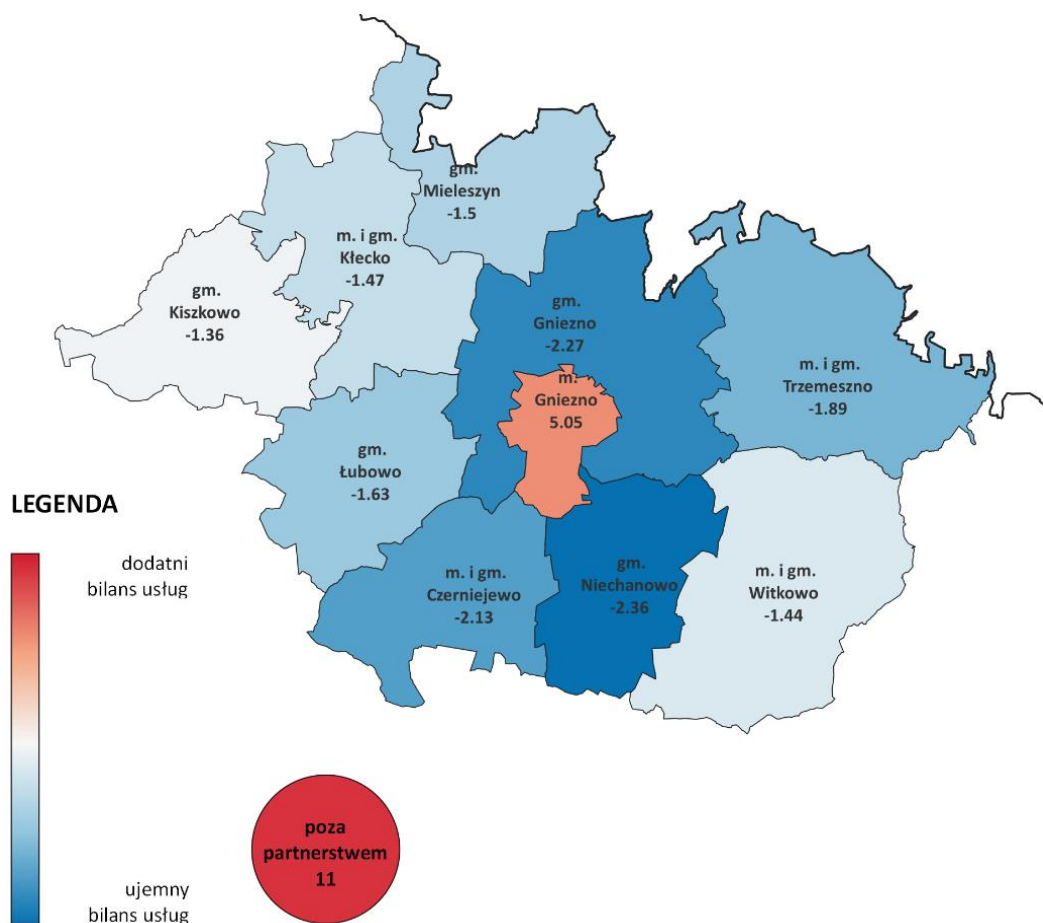 gm.
Mieleszyn
-1.5
m. i gm.
Kłecko
-1.47
gm.
Kiszkowo
-1.36
gm.
Gniezno
-2.27
m.
Gniezno
5.05
m. i gm.
Trzemeszno
-1.89
gm.
Łubowo
-1.63
m. i gm.
Czerniejewo
-2.13
gm.
Niechanowo
-2.36
m. i gm.
Witkowo
-1.44
LEGENDA
dodatni
bilans usług
ujemny
bilans usług
poza
partnerstwem
11